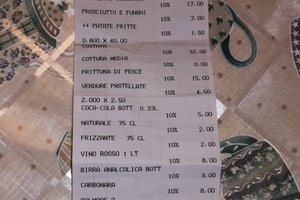 10% 17.00
PROSCIUTTO E FUNGHI
10% 7.00
++ PATATE FRITTE
10% 1.50
0.800 X 40.00
COSTATA
10% 32.00
COTTURA MEDIA
10% 0.00
FRITTURA DI PESCE
10% 15.00
VERDURE PASTELLATE
10% 4.50
2.000 X 2.50
COCA-COLA BOTT. 0.33L
10% 5.00
NATURALE 75 CL
10% 2.00
FRIZZANTE 75 CL
10% 2.00
VINO ROSSO 1 LT
10% 8.00
BIRRA ANALCOLICA BOTT
10% 3.00
CARBONARA
10% 8.00